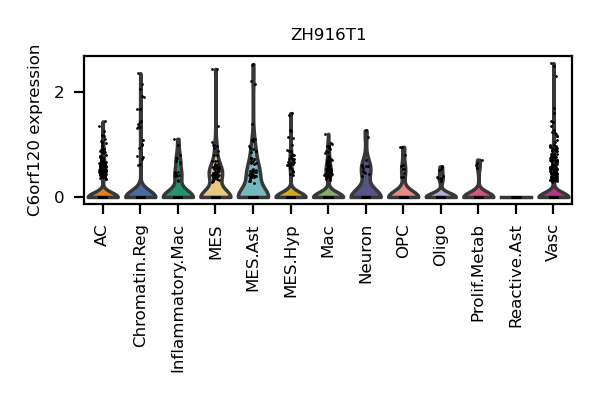 ZH916T1
C6orf120 expression
2
0
AC
Chromatin.Reg
Inflammatory.Mac
MES
MES.Ast
MES.Hyp
Mac
Neuron
OPC
Oligo
Prolif.Metab
Reactive.Ast
Vasc